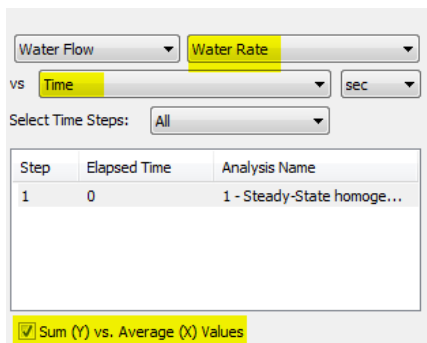 Water Flow Water Rate
vs Time sec
Select Time Steps: All
Step Elapsed Time Analysis Name
1 0 1 - Steady-State homoge...
Sum (Y) vs. Average (X) Values